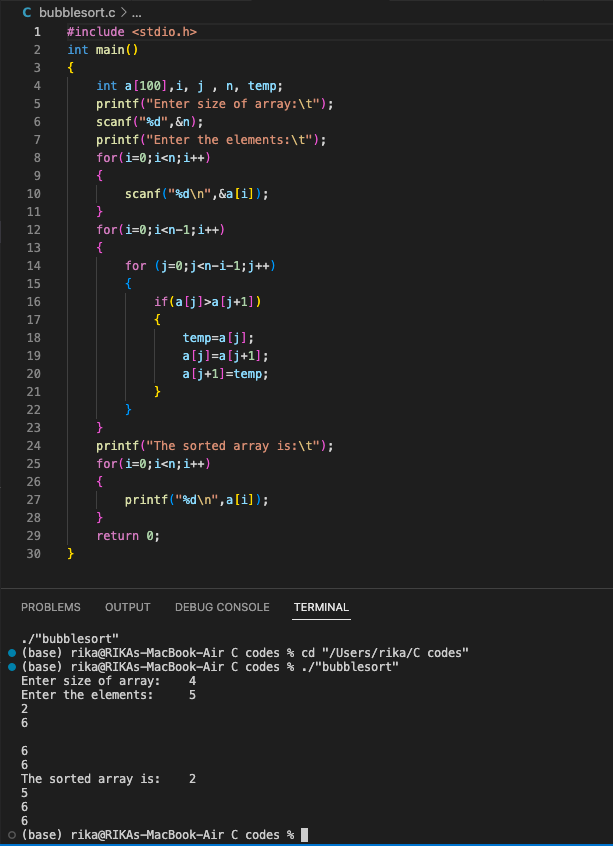 C bubblesort.c > ...
1 #include <stdio.h>
2 int main()
3 {
4 int a[100],i, j , n, temp;
5 printf("Enter size of array:\t");
6 scanf("%d",&n);
7 printf("Enter the elements:\t");
8 for(i=0;i<n;i++)
9 {
10 scanf("%d\n",&a[i]);
11 }
12 for(i=0;i<n-1;i++)
13 {
14 for (j=0;j<n-i-1;j++)
15 {
16 if(a[j]>a[j+1])
17 {
18 temp=a[j];
19 a[j]=a[j+1];
20 a[j+1]=temp;
21 }
22 }
23 }
24 printf("The sorted array is:\t");
25 for(i=0;i<n;i++)
26 {
27 printf("%d\n",a[i]);
28 }
29 return 0;
30 }
PROBLEMS OUTPUT DEBUG CONSOLE TERMINAL
./"bubblesort"
(base) rika@RIKAs-MacBook-Air C codes % cd "/Users/rika/C codes"
(base) rika@RIKAs-MacBook-Air C codes % ./"bubblesort"
Enter size of array: 4
Enter the elements: 5
2
6
6
6
The sorted array is: 2
5
6
6
(base) rika@RIKAs-MacBook-Air C codes %